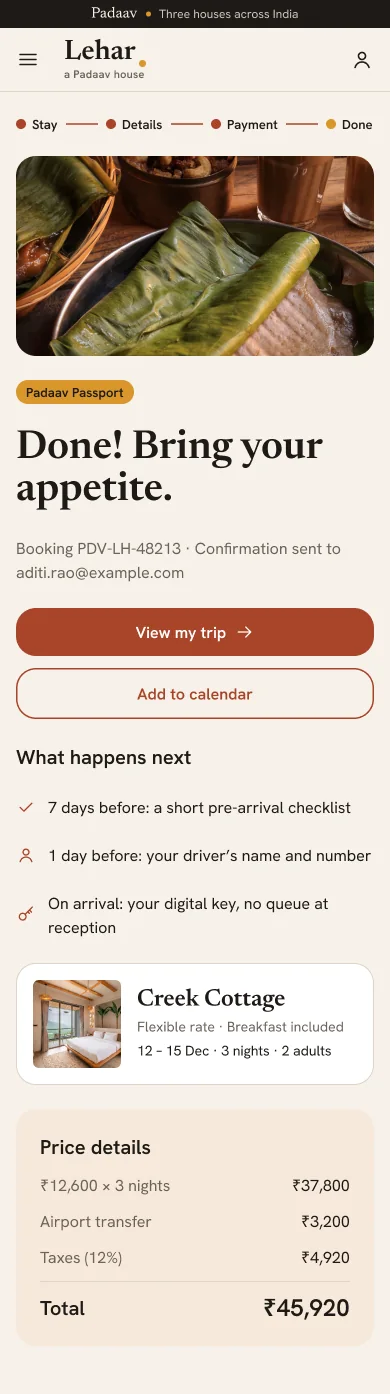 Padaav • Three houses across India
Lehar.
a Padaav house
Stay
Details
Payment
Done
Padaav Passport
Done! Bring your
appetite.
Booking PDV-LH-48213 · Confirmation sent to
aditi.rao@example.com
View my trip →
Add to calendar
What happens next
7 days before: a short pre-arrival checklist
1 day before: your driver’s name and number
On arrival: your digital key, no queue at
reception
Creek Cottage
Flexible rate · Breakfast included
12 – 15 Dec · 3 nights · 2 adults
Price details
₹12,600 × 3 nights ₹37,800
Airport transfer ₹3,200
Taxes (12%) ₹4,920
Total ₹45,920